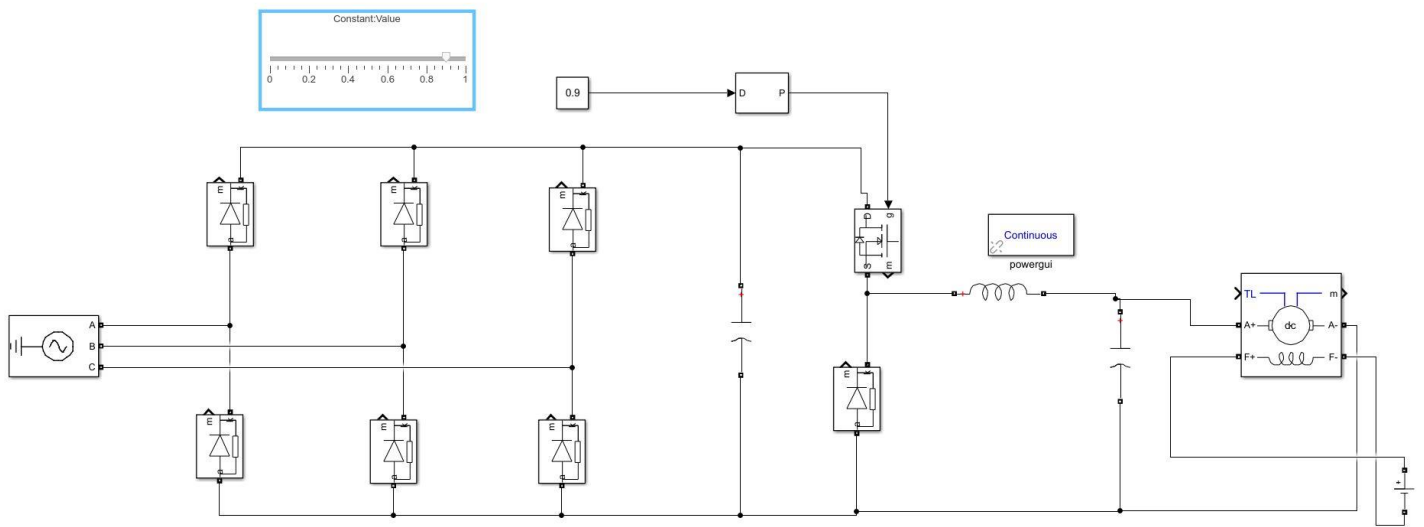 Constant:Value
0 0.2 0.4 0.6 0.8 1
0.9
D P
m k m k m k
D g
S m
a a a
Continuous
powergui
TL m
A
A+ dc A-
B
F+ F-
C
m k
a
m k m k m k
a a a
+